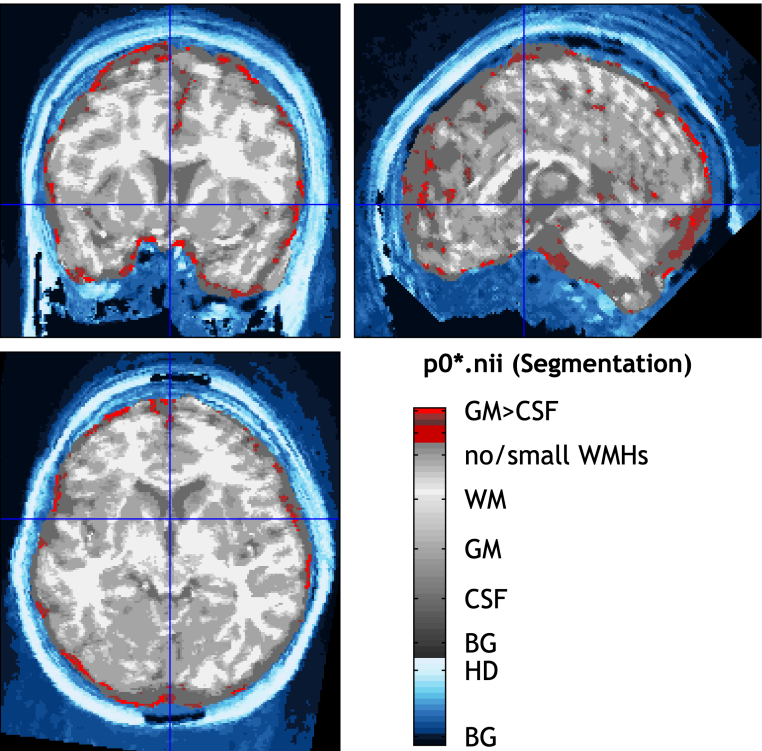 p0*.nii (Segmentation)
GM>CSF
no/small WMHs
WM
GM
CSF
BG
HD
BG